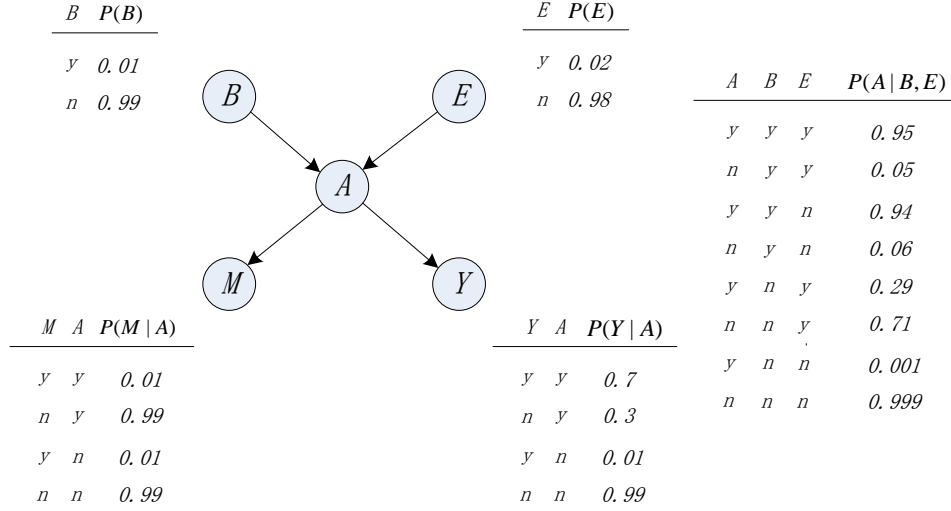 B P(B)
y 0.01
n 0.99
E P(E)
y 0.02
n 0.98
B
E
A
M
Y
A B E P(A|B,E)
y y y 0.95
n y y 0.05
y y n 0.94
n y n 0.06
y n y 0.29
n n y 0.71
y n n 0.001
n n n 0.999
M A P(M|A)
y y 0.01
n y 0.99
y n 0.01
n n 0.99
Y A P(Y|A)
y y 0.7
n y 0.3
y n 0.01
n n 0.99